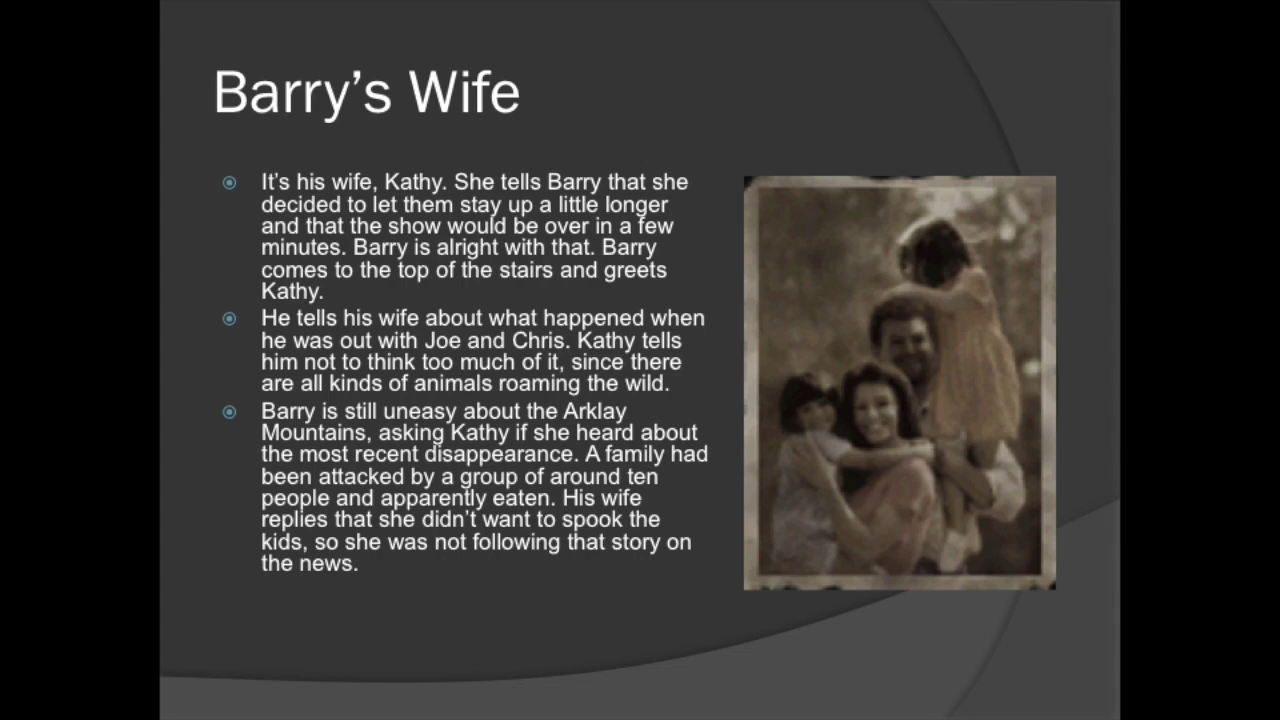 Barry’s Wife
It’s his wife, Kathy. She tells Barry that she
decided to let them stay up a little longer
and that the show would be over in a few
minutes. Barry is alright with that. Barry
comes to the top of the stairs and greets
Kathy.
He tells his wife about what happened when
he was out with Joe and Chris. Kathy tells
him not to think too much of it, since there
are all kinds of animals roaming the wild.
Barry is still uneasy about the Arklay
Mountains, asking Kathy if she heard about
the most recent disappearance. A family had
been attacked by a group of around ten
people and apparently eaten. His wife
replies that she didn’t want to spook the
kids, so she was not following that story on
the news.